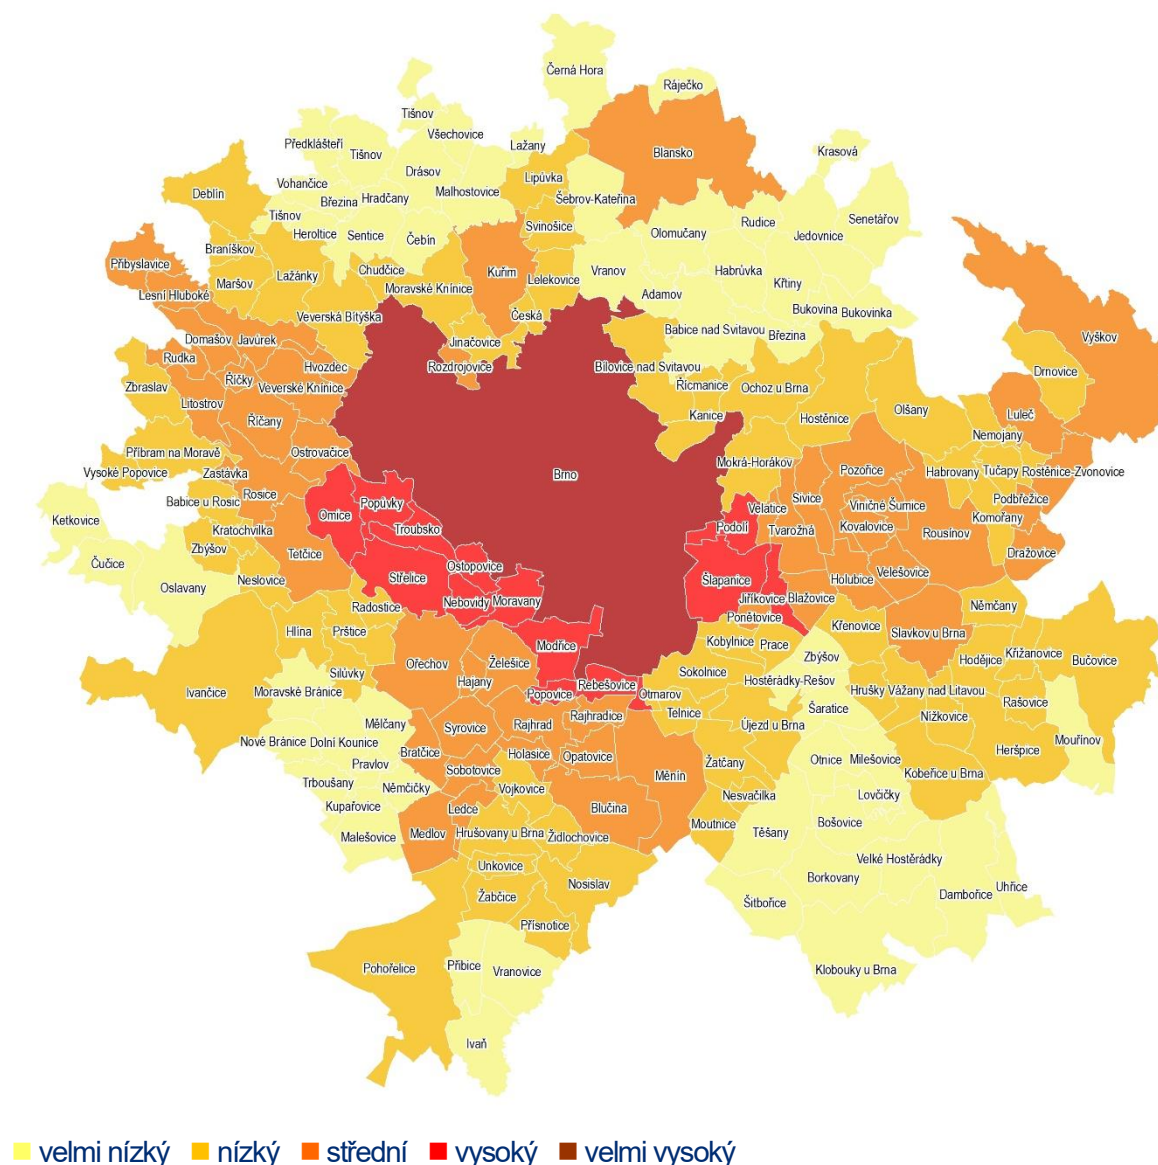 Černá Hora
Ráječko
Tišnov
Všechovice
Předklášteří
Tišnov
Lažany
Blansko
Krasová
Drásov
Lipůvka
Vohančice
Malhostovice
Šebrov-Kateřina
Deblín
Březina
Hradčany
Tišnov
Svinošice
Rudice
Senetářov
Heroltice
Sentice
Čebín
Olomučany
Jedovnice
Braníškov
Přibyslavice
Kuřim
Vranov
Habrůvka
Chudčice
Lažánky
Maršov
Moravské Knínice
Lelekovice
Křtiny
Lesní Hluboké
Adamov
Bukovina
Bukovinka
Veverská Bítýška
Česká
Babice nad Svitavou
Březina
Výškov
Domašov
Javůrek
Jinačovice
Rudka
Hvozdec
Rozdrojovice
Bílovice nad Svitavou
Drnovice
Zbraslav
Říčky
Veverské Knínice
Řícmanice
Ochoz u Brna
Litostrov
Kanice
Hostěnice
Olšany
Luleč
Říčany
Nemojany
Příbram na Moravě
Ostrovačice
Mokrá-Horákov
Pozořice
Vysoké Popovice
Zastávka
Brno
Habrovany
Tučapy
Rostěnice-Zvonovice
Rosice
Babice u Rosic
Omice
Popůvky
Velatice
Sivice
Viničné Šumice
Podbřežice
Ketkovice
Kratochvilka
Troubsko
Podolí
Tvarožná
Kovalovice
Rousínov
Komořany
Zbýšov
Tetčice
Dražovice
Čučice
Ostopovice
Oslavany
Neslovice
Střelice
Šlapanice
Holubice
Velešovice
Nebovidy
Moravany
Jiříkovice
Blažovice
Radostice
Němčany
Hlína
Prštice
Ponětovice
Křenovice
Slavkov u Brna
Modřice
Kobylnice
Prace
Hodějice
Křižanovice
Bučovice
Ořechov
Želešice
Zbýšov
Silůvky
Hajany
Sokolnice
Rebešovice
Hostěrádky-Rešov
Ivančice
Moravské Bránice
Popovice
Otmarov
Hrušky
Vážany nad Litavou
Rašovice
Telnice
Šaratice
Nížkovice
Mělčany
Syrovice
Rajhrad
Rajhradice
Újezd u Brna
Nové Bránice
Dolní Kounice
Bratčice
Holasice
Opatovice
Otnice
Milešovice
Heršpice
Mouřínov
Pravlov
Sobotovice
Žatčany
Kobeřice u Brna
Trboušany
Němčičky
Vojkovice
Měnín
Nesvačilka
Lovčičky
Kupařovice
Ledce
Blučina
Moutnice
Bošovice
Malešovice
Medlov
Hrušovany u Brna
Židlochovice
Těšany
Unkovice
Velké Hostěrádky
Nosislav
Borkovany
Uhřice
Žabčice
Šitbořice
Dambořice
Přísnotice
Pohořelice
Přibice
Vranovice
Klobouky u Brna
Ivaň
velmi nízký nízký střední vysoký velmi vysoký